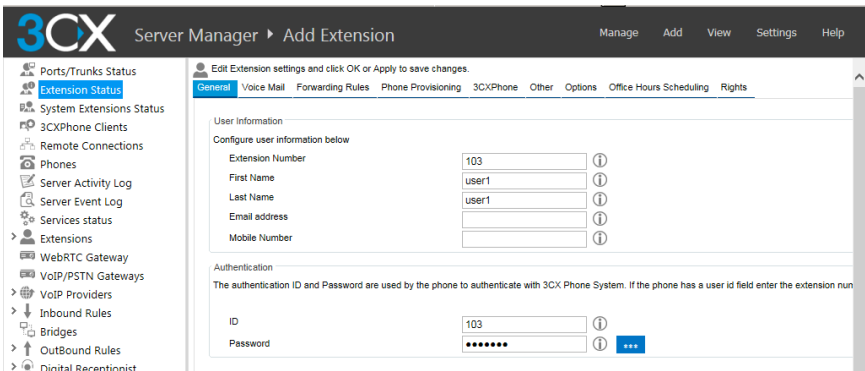 3CX Server Manager ▸ Add Extension Manage Add View Settings Help
Ports/Trunks Status
Extension Status
System Extensions Status
3CXPhone Clients
Remote Connections
Phones
Server Activity Log
Server Event Log
Services status
Extensions
WebRTC Gateway
VoIP/PSTN Gateways
VoIP Providers
Inbound Rules
Bridges
OutBound Rules
Digital Receptionist
Edit Extension settings and click OK or Apply to save changes.
General Voice Mail Forwarding Rules Phone Provisioning 3CXPhone Other Options Office Hours Scheduling Rights
User Information
Configure user information below
Extension Number 103
First Name user1
Last Name user1
Email address
Mobile Number
Authentication
The authentication ID and Password are used by the phone to authenticate with 3CX Phone System. If the phone has a user id field enter the extension num
ID 103
Password ••••••• ***